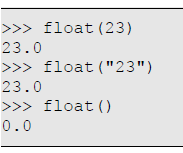 >>> float(23)
23.0
>>> float("23")
23.0
>>> float()
0.0